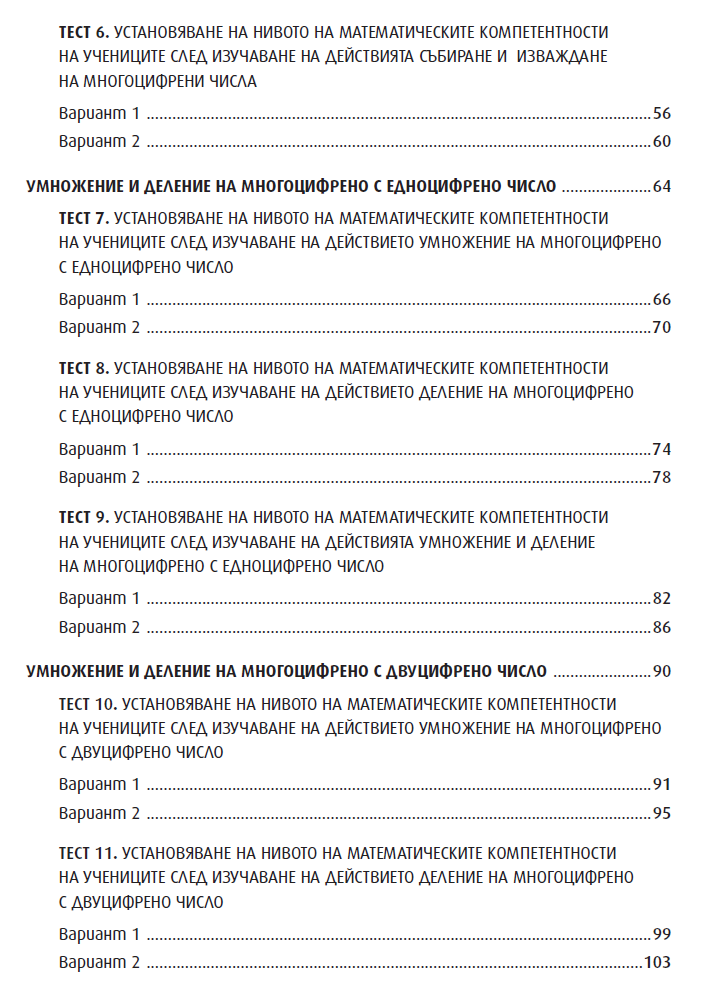 ТЕСТ 6. УСТАНОВЯВАНЕ НА НИВОТО НА МАТЕМАТИЧЕСКИТЕ КОМПЕТЕНТНОСТИ
НА УЧЕНИЦИТЕ СЛЕД ИЗУЧАВАНЕ НА ДЕЙСТВИЯТА СЪБИРАНЕ И ИЗВАЖДАНЕ
НА МНОГОЦИФРЕНИ ЧИСЛА
Вариант 1 ........................................................ 56
Вариант 2 ........................................................ 60
УМНОЖЕНИЕ И ДЕЛЕНИЕ НА МНОГОЦИФРЕНО С ЕДНОЦИФРЕНО ЧИСЛО ..................... 64
ТЕСТ 7. УСТАНОВЯВАНЕ НА НИВОТО НА МАТЕМАТИЧЕСКИТЕ КОМПЕТЕНТНОСТИ
НА УЧЕНИЦИТЕ СЛЕД ИЗУЧАВАНЕ НА ДЕЙСТВИЕТО УМНОЖЕНИЕ НА МНОГОЦИФРЕНО
С ЕДНОЦИФРЕНО ЧИСЛО
Вариант 1 ........................................................ 66
Вариант 2 ........................................................ 70
ТЕСТ 8. УСТАНОВЯВАНЕ НА НИВОТО НА МАТЕМАТИЧЕСКИТЕ КОМПЕТЕНТНОСТИ
НА УЧЕНИЦИТЕ СЛЕД ИЗУЧАВАНЕ НА ДЕЙСТВИЕТО ДЕЛЕНИЕ НА МНОГОЦИФРЕНО
С ЕДНОЦИФРЕНО ЧИСЛО
Вариант 1 ........................................................ 74
Вариант 2 ........................................................ 78
ТЕСТ 9. УСТАНОВЯВАНЕ НА НИВОТО НА МАТЕМАТИЧЕСКИТЕ КОМПЕТЕНТНОСТИ
НА УЧЕНИЦИТЕ СЛЕД ИЗУЧАВАНЕ НА ДЕЙСТВИЯТА УМНОЖЕНИЕ И ДЕЛЕНИЕ
НА МНОГОЦИФРЕНО С ЕДНОЦИФРЕНО ЧИСЛО
Вариант 1 ........................................................ 82
Вариант 2 ........................................................ 86
УМНОЖЕНИЕ И ДЕЛЕНИЕ НА МНОГОЦИФРЕНО С ДВУЦИФРЕНО ЧИСЛО ....................... 90
ТЕСТ 10. УСТАНОВЯВАНЕ НА НИВОТО НА МАТЕМАТИЧЕСКИТЕ КОМПЕТЕНТНОСТИ
НА УЧЕНИЦИТЕ СЛЕД ИЗУЧАВАНЕ НА ДЕЙСТВИЕТО УМНОЖЕНИЕ НА МНОГОЦИФРЕНО
С ДВУЦИФРЕНО ЧИСЛО
Вариант 1 ........................................................ 91
Вариант 2 ........................................................ 95
ТЕСТ 11. УСТАНОВЯВАНЕ НА НИВОТО НА МАТЕМАТИЧЕСКИТЕ КОМПЕТЕНТНОСТИ
НА УЧЕНИЦИТЕ СЛЕД ИЗУЧАВАНЕ НА ДЕЙСТВИЕТО ДЕЛЕНИЕ НА МНОГОЦИФРЕНО
С ДВУЦИФРЕНО ЧИСЛО
Вариант 1 ........................................................ 99
Вариант 2 ........................................................ 103